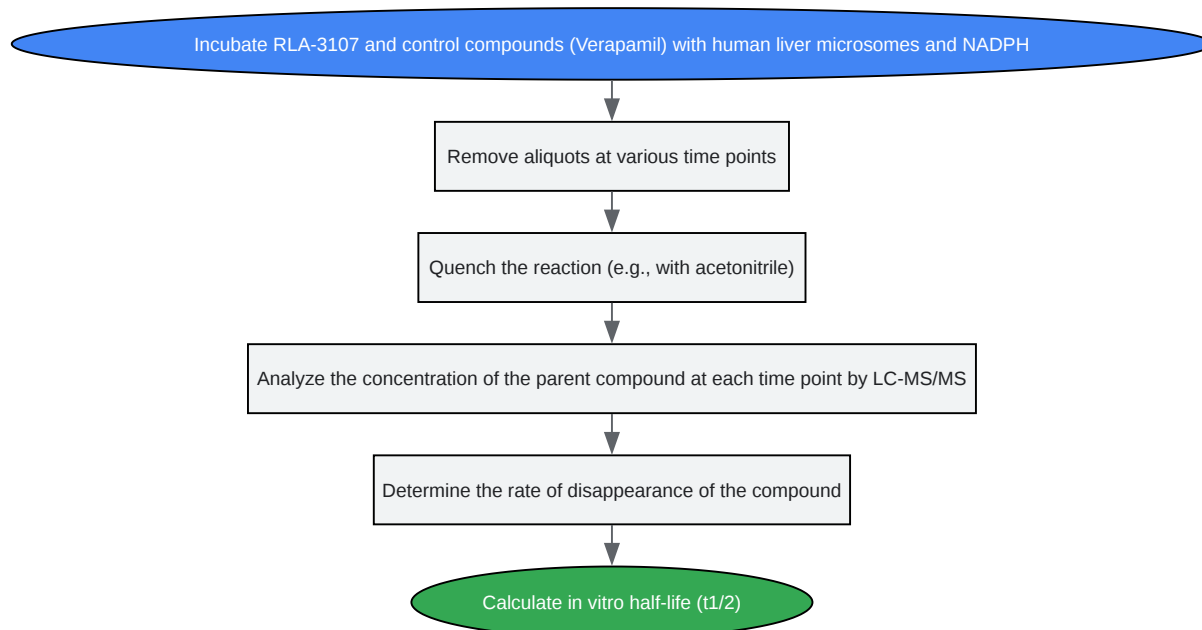 Incubate RLA-3107 and control compounds (Verapamil) with human liver microsomes and NADPH
Remove aliquots at various time points
Quench the reaction (e.g., with acetonitrile)
Analyze the concentration of the parent compound at each time point by LC-MS/MS
Determine the rate of disappearance of the compound
Calculate in vitro half-life (t1/2)